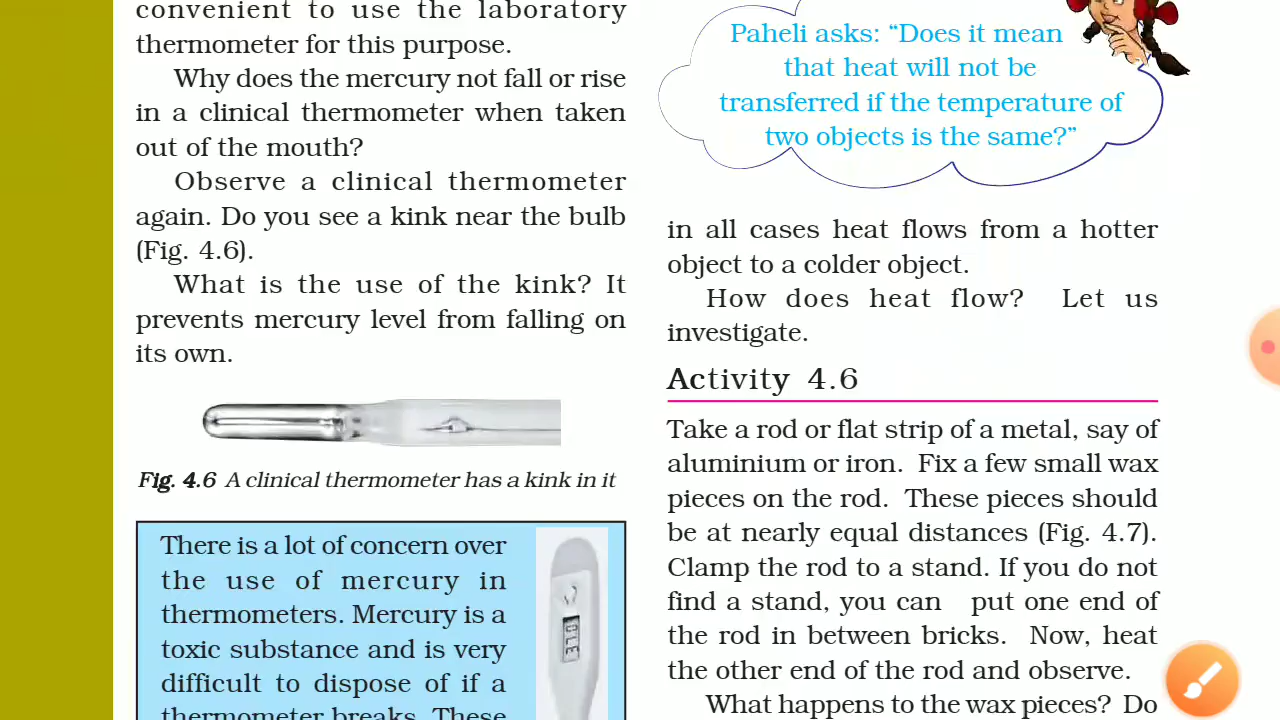 convenient to use the laboratory
thermometer for this purpose.
Why does the mercury not fall or rise
in a clinical thermometer when taken
out of the mouth?
Observe a clinical thermometer
again. Do you see a kink near the bulb
(Fig. 4.6).
What is the use of the kink? It
prevents mercury level from falling on
its own.
Fig. 4.6 A clinical thermometer has a kink in it
There is a lot of concern over
the use of mercury in
thermometers. Mercury is a
toxic substance and is very
difficult to dispose of if a
thermometer breaks. These
Paheli asks: “Does it mean
that heat will not be
transferred if the temperature of
two objects is the same?”
in all cases heat flows from a hotter
object to a colder object.
How does heat flow? Let us
investigate.
Activity 4.6
Take a rod or flat strip of a metal, say of
aluminium or iron. Fix a few small wax
pieces on the rod. These pieces should
be at nearly equal distances (Fig. 4.7).
Clamp the rod to a stand. If you do not
find a stand, you can put one end of
the rod in between bricks. Now, heat
the other end of the rod and observe.
What happens to the wax pieces? Do